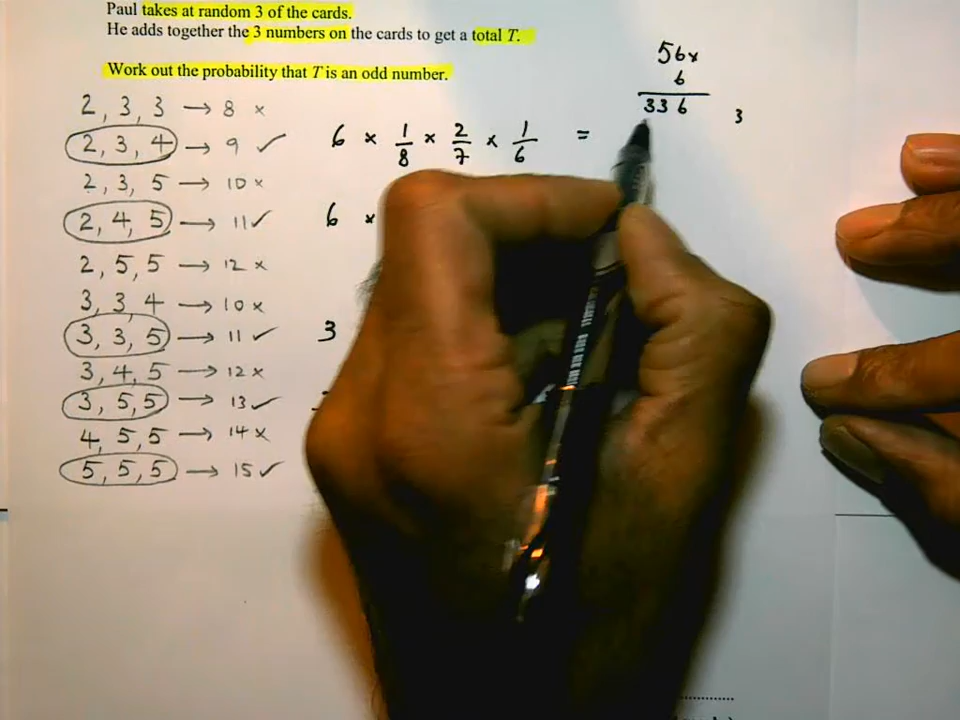 Paul takes at random 3 of the cards.
He adds together the 3 numbers on the cards to get a total T.
Work out the probability that T is an odd number.
56×
6
336
3
2, 3, 3 → 8 ×
2, 3, 4 → 9 ✓ 6 × 1/8 × 2/7 × 1/6 =
2, 3, 5 → 10 ×
2, 4, 5 → 11 ✓ 6 ×
2, 5, 5 → 12 ×
3, 3, 4 → 10 ×
3, 3, 5 → 11 ✓ 3
3, 4, 5 → 12 ×
3, 5, 5 → 13 ✓
4, 5, 5 → 14 ×
5, 5, 5 → 15 ✓